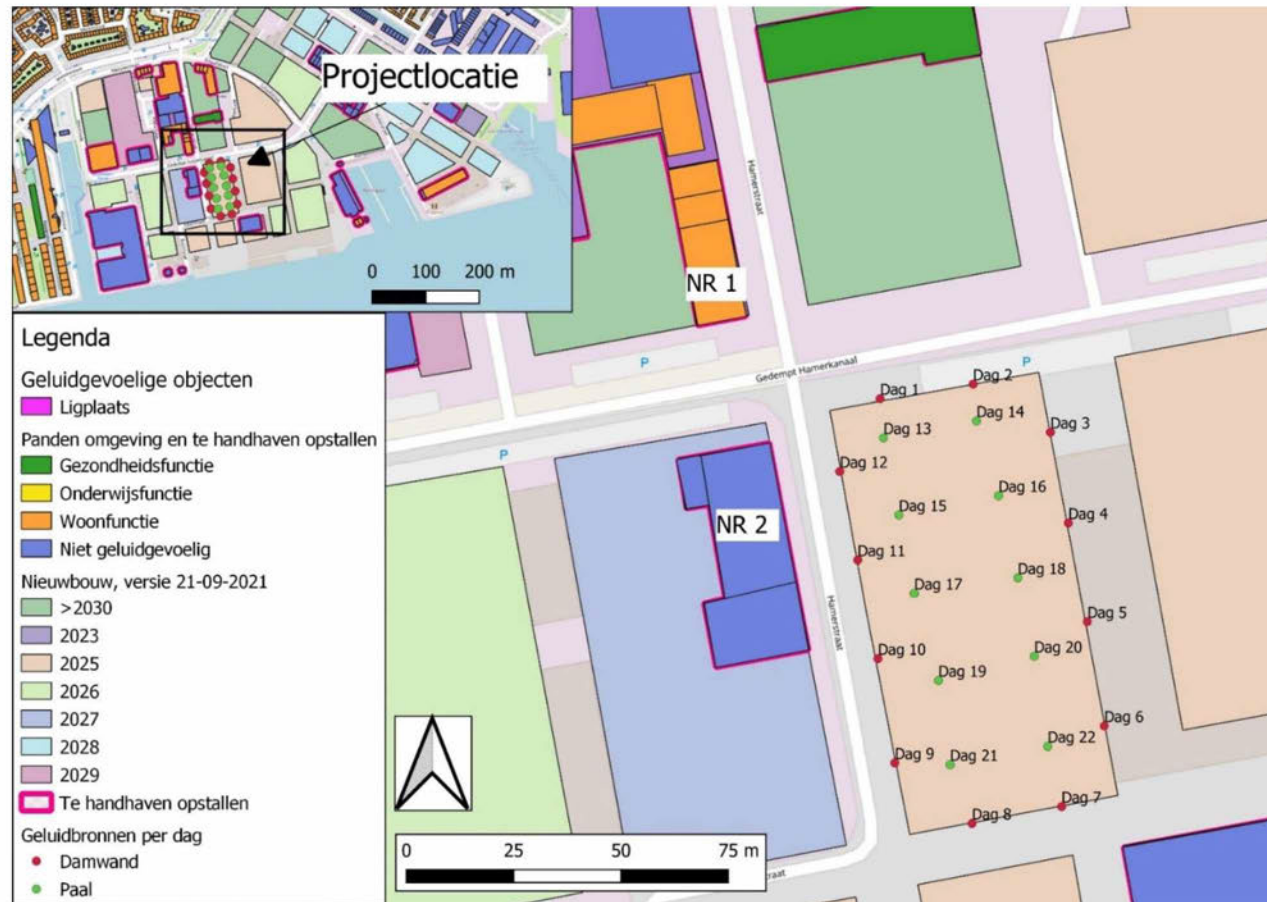 Projectlocatie
0 100 200 m
Legenda
Geluidgevoelige objecten
Ligplaats
Panden omgeving en te handhaven opstallen
Gezondheidsfunctie
Onderwijsfunctie
Woonfunctie
Niet geluidgevoelig
Nieuwbouw, versie 21-09-2021
>2030
2023
2025
2026
2027
2028
2029
Te handhaven opstallen
Geluidbronnen per dag
Damwand
Paal
Hamerstraat
NR 1
P
Gedempt Hamerkanaal
P
P
NR 2
Hamerstraat
Dag 1
Dag 2
Dag 13
Dag 14
Dag 3
Dag 12
Dag 16
Dag 15
Dag 4
Dag 11
Dag 18
Dag 17
Dag 5
Dag 10
Dag 20
Dag 19
Dag 6
Dag 22
Dag 9
Dag 21
Dag 7
Dag 8
0 25 50 75 m
traat